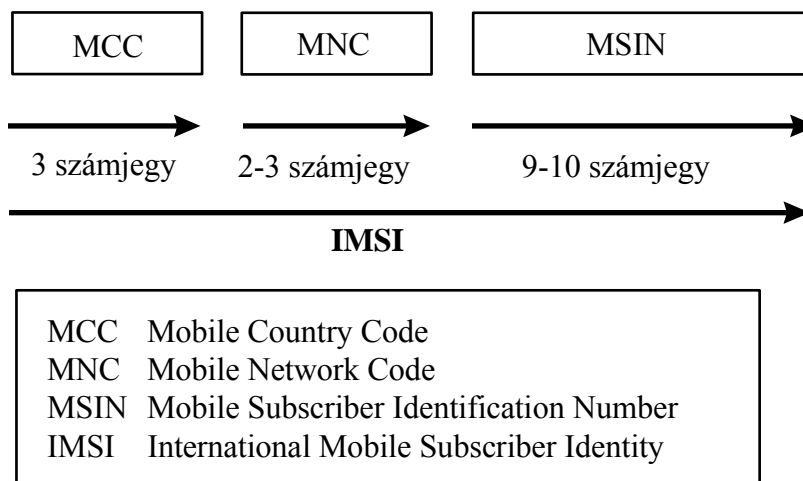 MCC MNC MSIN
3 számjegy 2-3 számjegy 9-10 számjegy
IMSI
MCC Mobile Country Code
MNC Mobile Network Code
MSIN Mobile Subscriber Identification Number
IMSI International Mobile Subscriber Identity